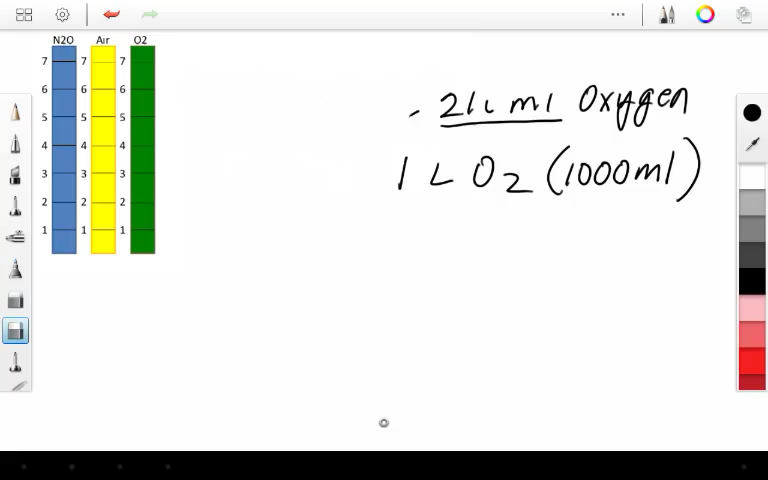 N2O Air O2
7 7 7
6 6 6
5 5 5
4 4 4
3 3 3
2 2 2
1 1 1
ml Oxygen
1 L O2 (1000ml)